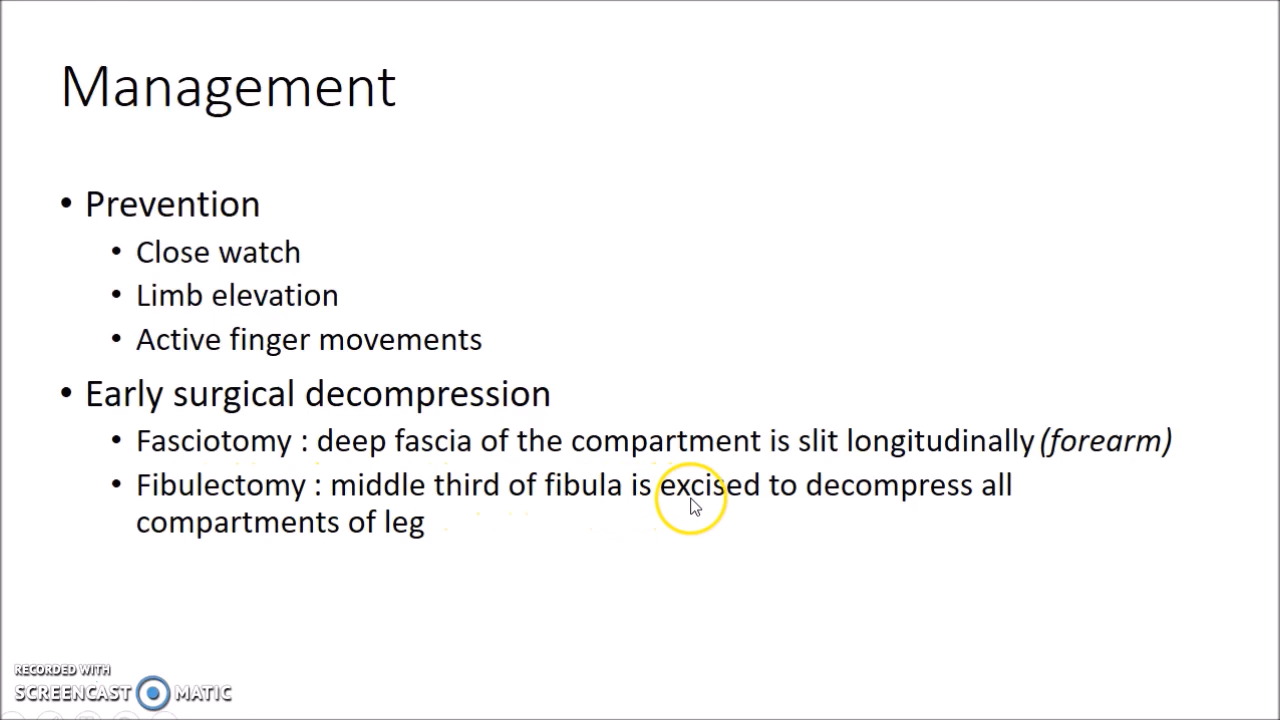 Management
• Prevention
• Close watch
• Limb elevation
• Active finger movements
• Early surgical decompression
• Fasciotomy : deep fascia of the compartment is slit longitudinally (forearm)
• Fibulectomy : middle third of fibula is excised to decompress all
compartments of leg
RECORDED WITH
SCREENCAST MATIC